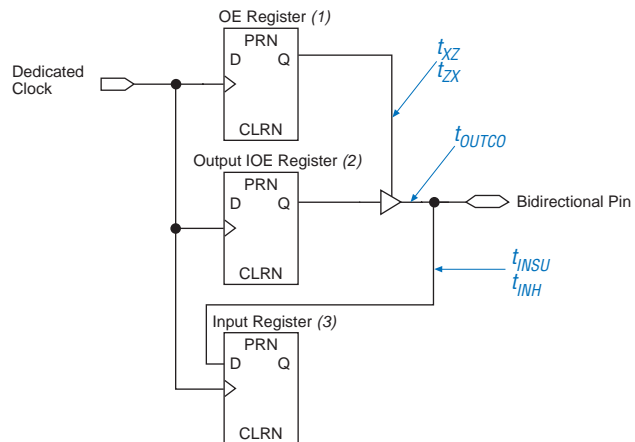 OE Register (1)
PRN
D Q
CLRN
Dedicated
Clock
t_XZ
t_ZX
t_OUTCO
Output IOE Register (2)
PRN
D Q
CLRN
Bidirectional Pin
t_INSU
t_INH
Input Register (3)
PRN
D Q
CLRN